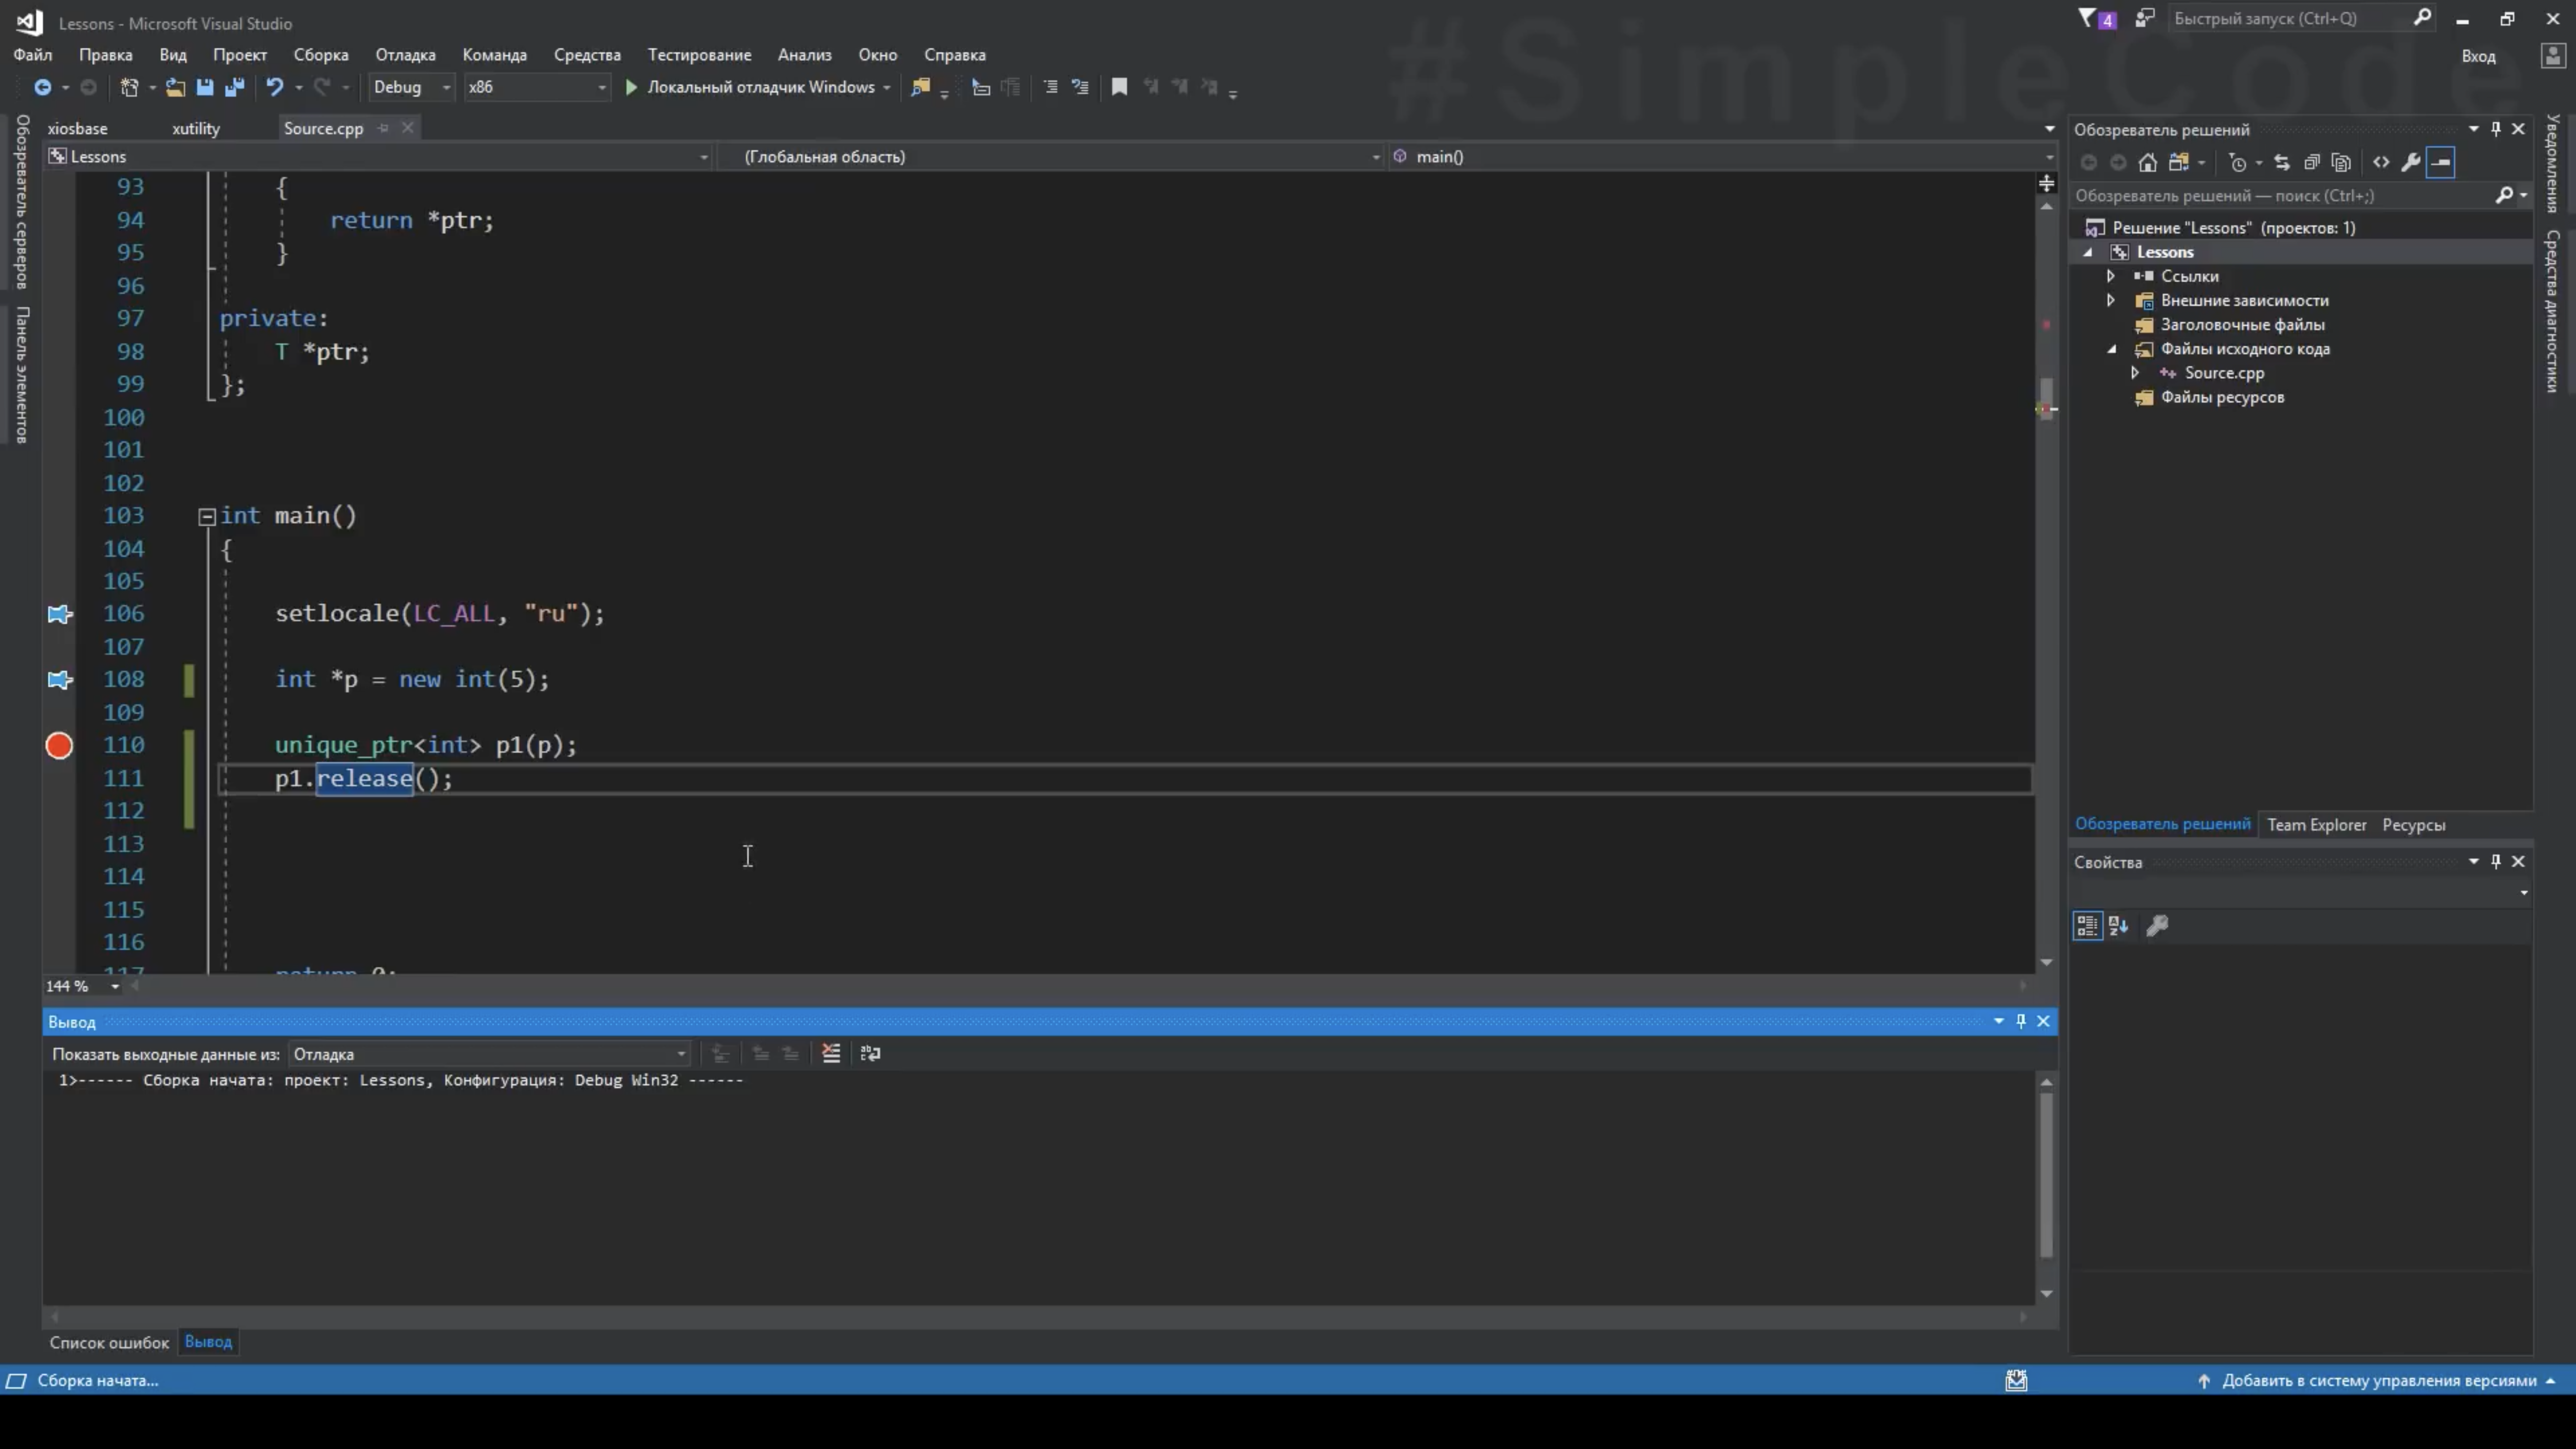 Lessons - Microsoft Visual Studio
#SimpleCode
4
Быстрый запуск (Ctrl+Q)
Файл Правка Вид Проект Сборка Отладка Команда Средства Тестирование Анализ Окно Справка
Вход
Debug x86 Локальный отладчик Windows
Обозреватель серверов
Панель элементов
xiosbase xutility Source.cpp
Lessons (Глобальная область) main()
93 {
94 return *ptr;
95 }
96
97 private:
98 T *ptr;
99 };
100
101
102
103 int main()
104 {
105
106 setlocale(LC_ALL, "ru");
107
108 int *p = new int(5);
109
110 unique_ptr<int> p1(p);
111 p1.release();
112
113
114
115
116
117 return 0;
144 %
Вывод
Показать выходные данные из: Отладка
1>------ Сборка начата: проект: Lessons, Конфигурация: Debug Win32 ------
Список ошибок Вывод
Обозреватель решений
Обозреватель решений — поиск (Ctrl+;)
Решение "Lessons" (проектов: 1)
Lessons
Ссылки
Внешние зависимости
Заголовочные файлы
Файлы исходного кода
Source.cpp
Файлы ресурсов
Обозреватель решений Team Explorer Ресурсы
Свойства
Уведомления
Средства диагностики
Сборка начата...
Добавить в систему управления версиями